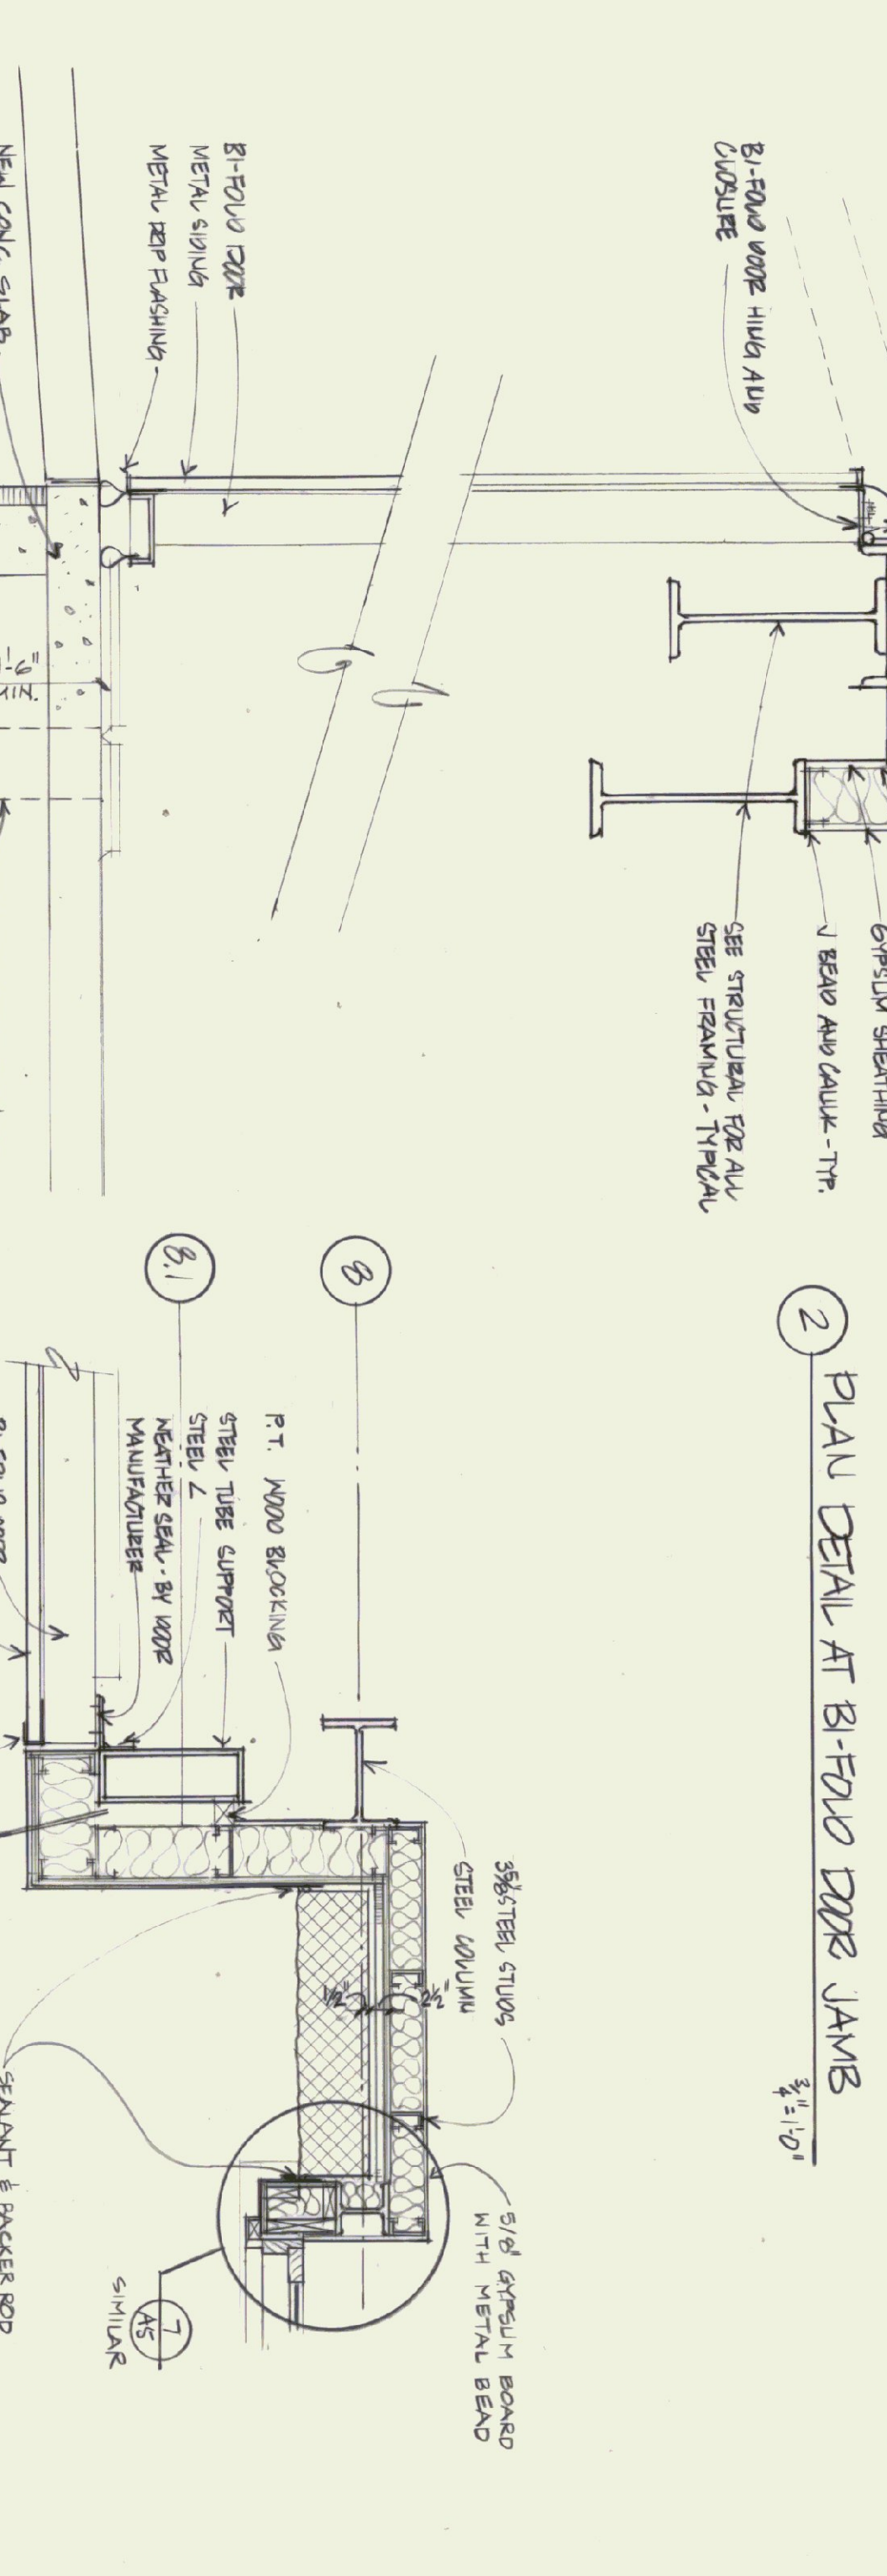 BI-FOLD DOOR HING AND
CLOSURE
BI-FOLD DOOR
METAL SIDING
METAL DRIP FLASHING
NEW CONC. SLAB
GYPSUM SHEATHING
J BEAD AND CAULK - TYP.
SEE STRUCTURAL FOR ALL
STEEL FRAMING - TYPICAL
2
PLAN DETAIL AT BI-FOLD DOOR JAMB
3/4" = 1'-0"
8
8.1
P.T. WOOD BLOCKING
STEEL TUBE SUPPORT
STEEL L
WEATHER SEAL - BY DOOR
MANUFACTURER
3 5/8" STEEL STUDS
STEEL COLUMN
2 1/2"
1/2"
5/8" GYPSUM BOARD
WITH METAL BEAD
7
A5
SIMILAR
SEALANT & BACKER ROD